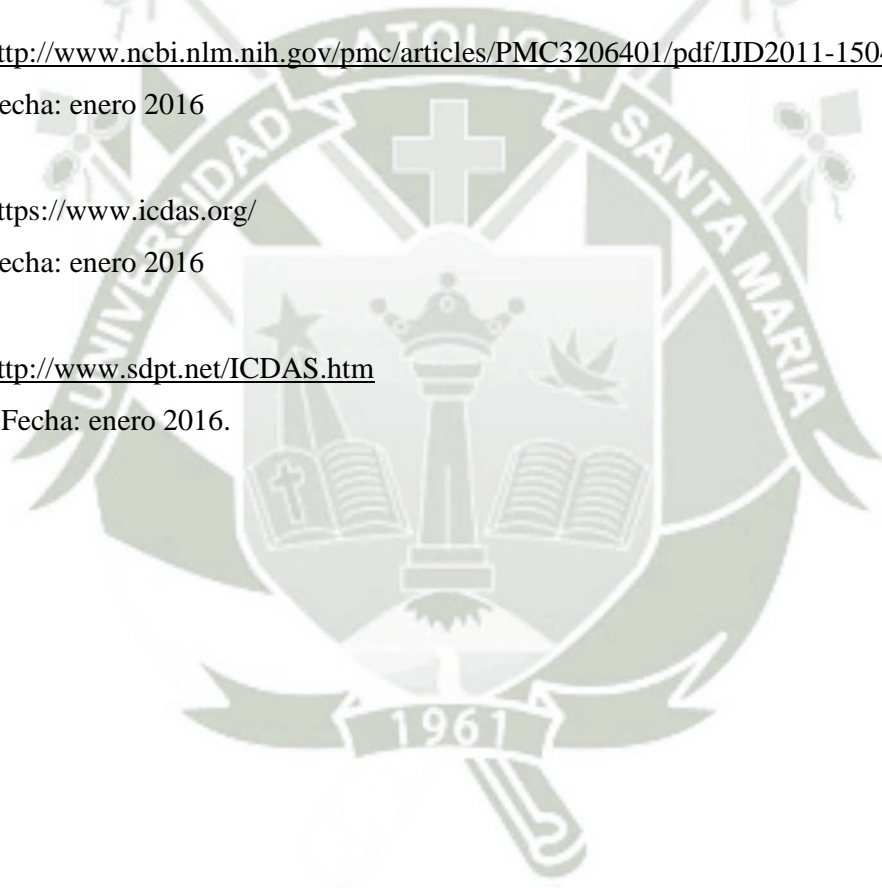 ttp://www.ncbi.nlm.nih.gov/pmc/articles/PMC3206401/pdf/IJD2011-1504
echa: enero 2016
ttps://www.icdas.org/
echa: enero 2016
ttp://www.sdpt.net/ICDAS.htm
Fecha: enero 2016.
UNIVERSIDAD CATOLICA SANTA MARIA
1961